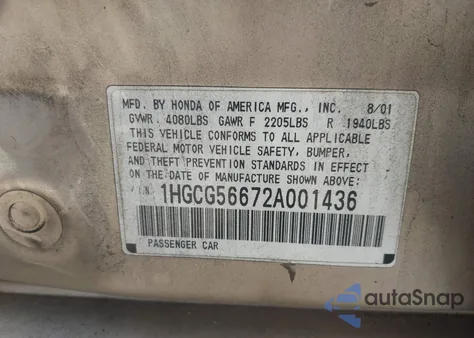 MFD. BY HONDA OF AMERICA MFG., INC. 8/01
GVWR. 4080LBS GAWR F 2205LBS R 1940LBS
THIS VEHICLE CONFORMS TO ALL APPLICABLE
FEDERAL MOTOR VEHICLE SAFETY, BUMPER,
AND THEFT PREVENTION STANDARDS IN EFFECT
ON THE DATE OF MANUFACTURE SHOWN ABOVE.
V.I.N. 1HGCG56672A001436
PASSENGER CAR
autoSnap